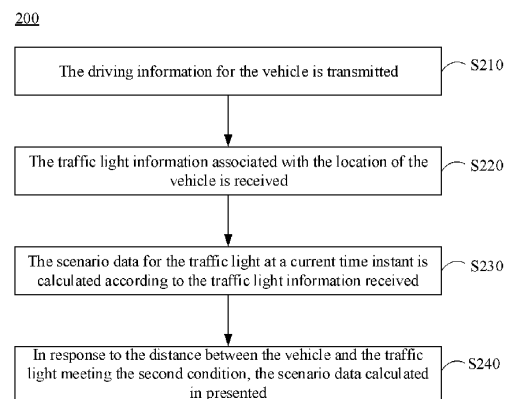 200
The driving information for the vehicle is transmitted
S210
The traffic light information associated with the location of the
vehicle is received
S220
The scenario data for the traffic light at a current time instant is
calculated according to the traffic light information received
S230
In response to the distance between the vehicle and the traffic
light meeting the second condition, the scenario data calculated
in presented
S240